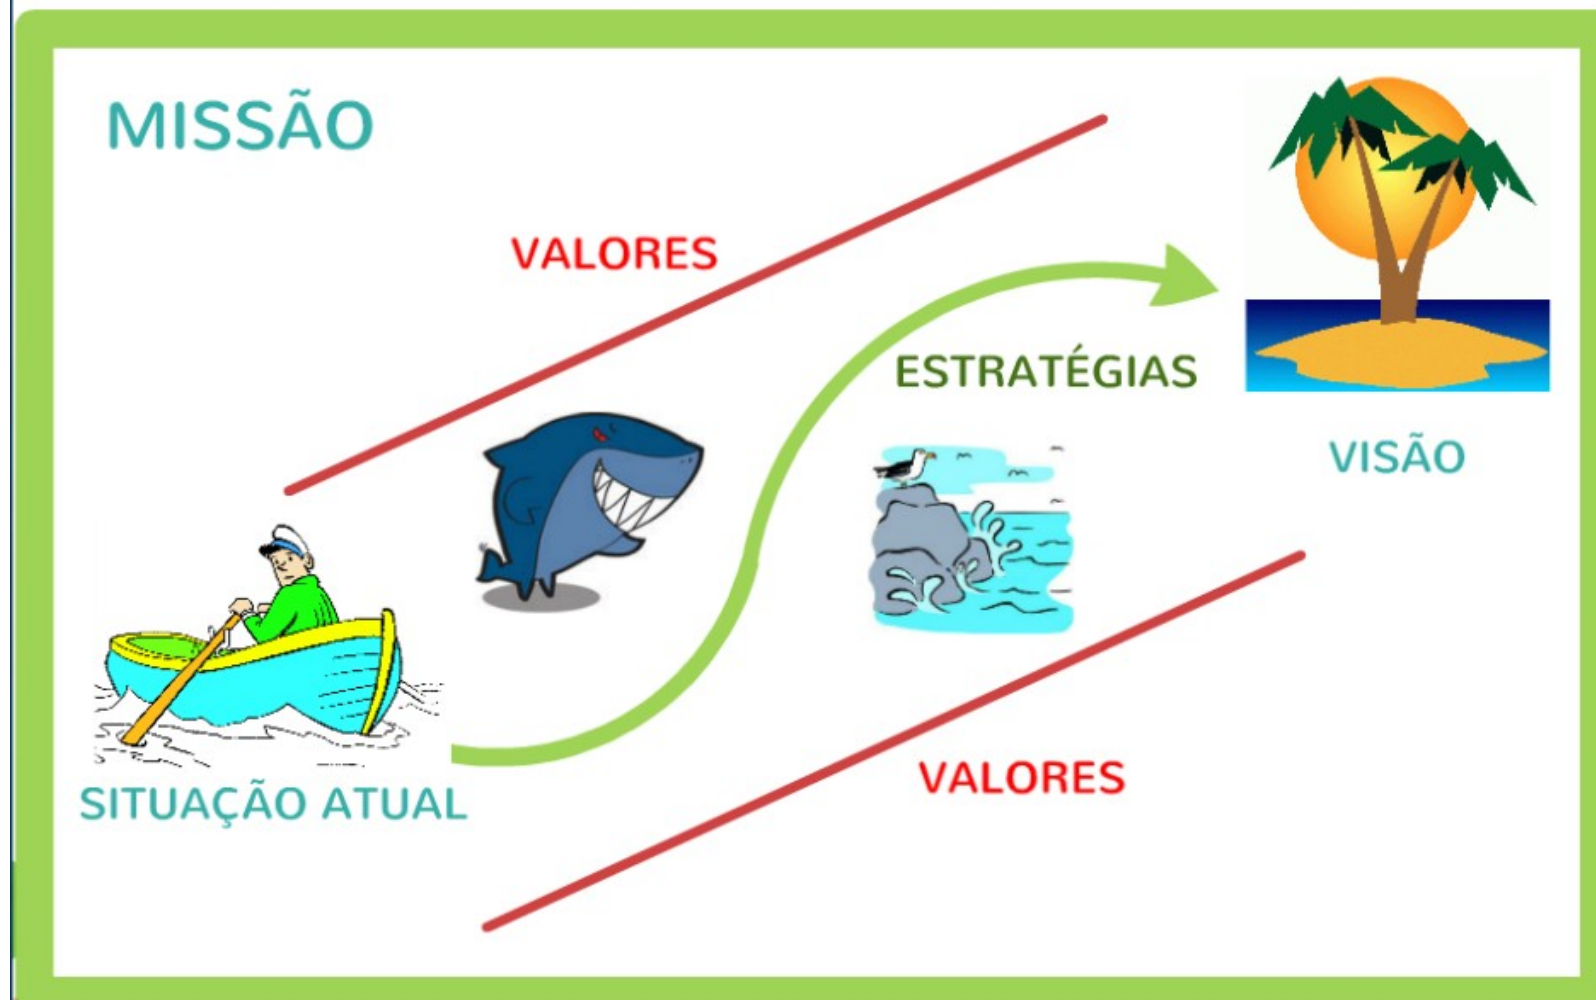 MISSÃO
VALORES
ESTRATÉGIAS
VISÃO
VALORES
SITUAÇÃO ATUAL